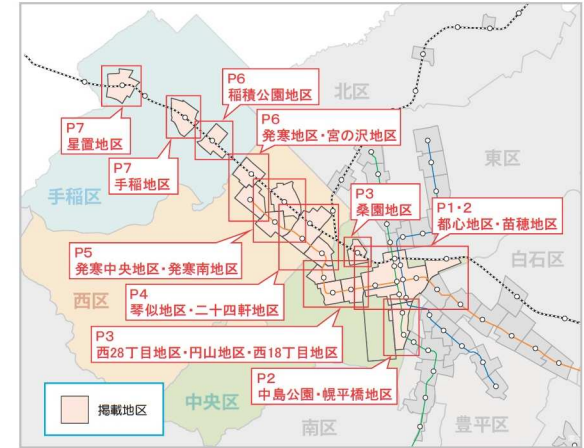 北区
P6
稲積公園地区
P6
発寒地区・宮の沢地区
P7
星置地区
P7
手稲地区
東区
手稲区
P3
桑園地区
P1・2
都心地区・苗穂地区
白石区
P5
発寒中央地区・発寒南地区
P4
琴似地区・二十四軒地区
西区
P3
西28丁目地区・円山地区・西18丁目地区
P2
中島公園・幌平橋地区
中央区
南区
豊平区
掲載地区